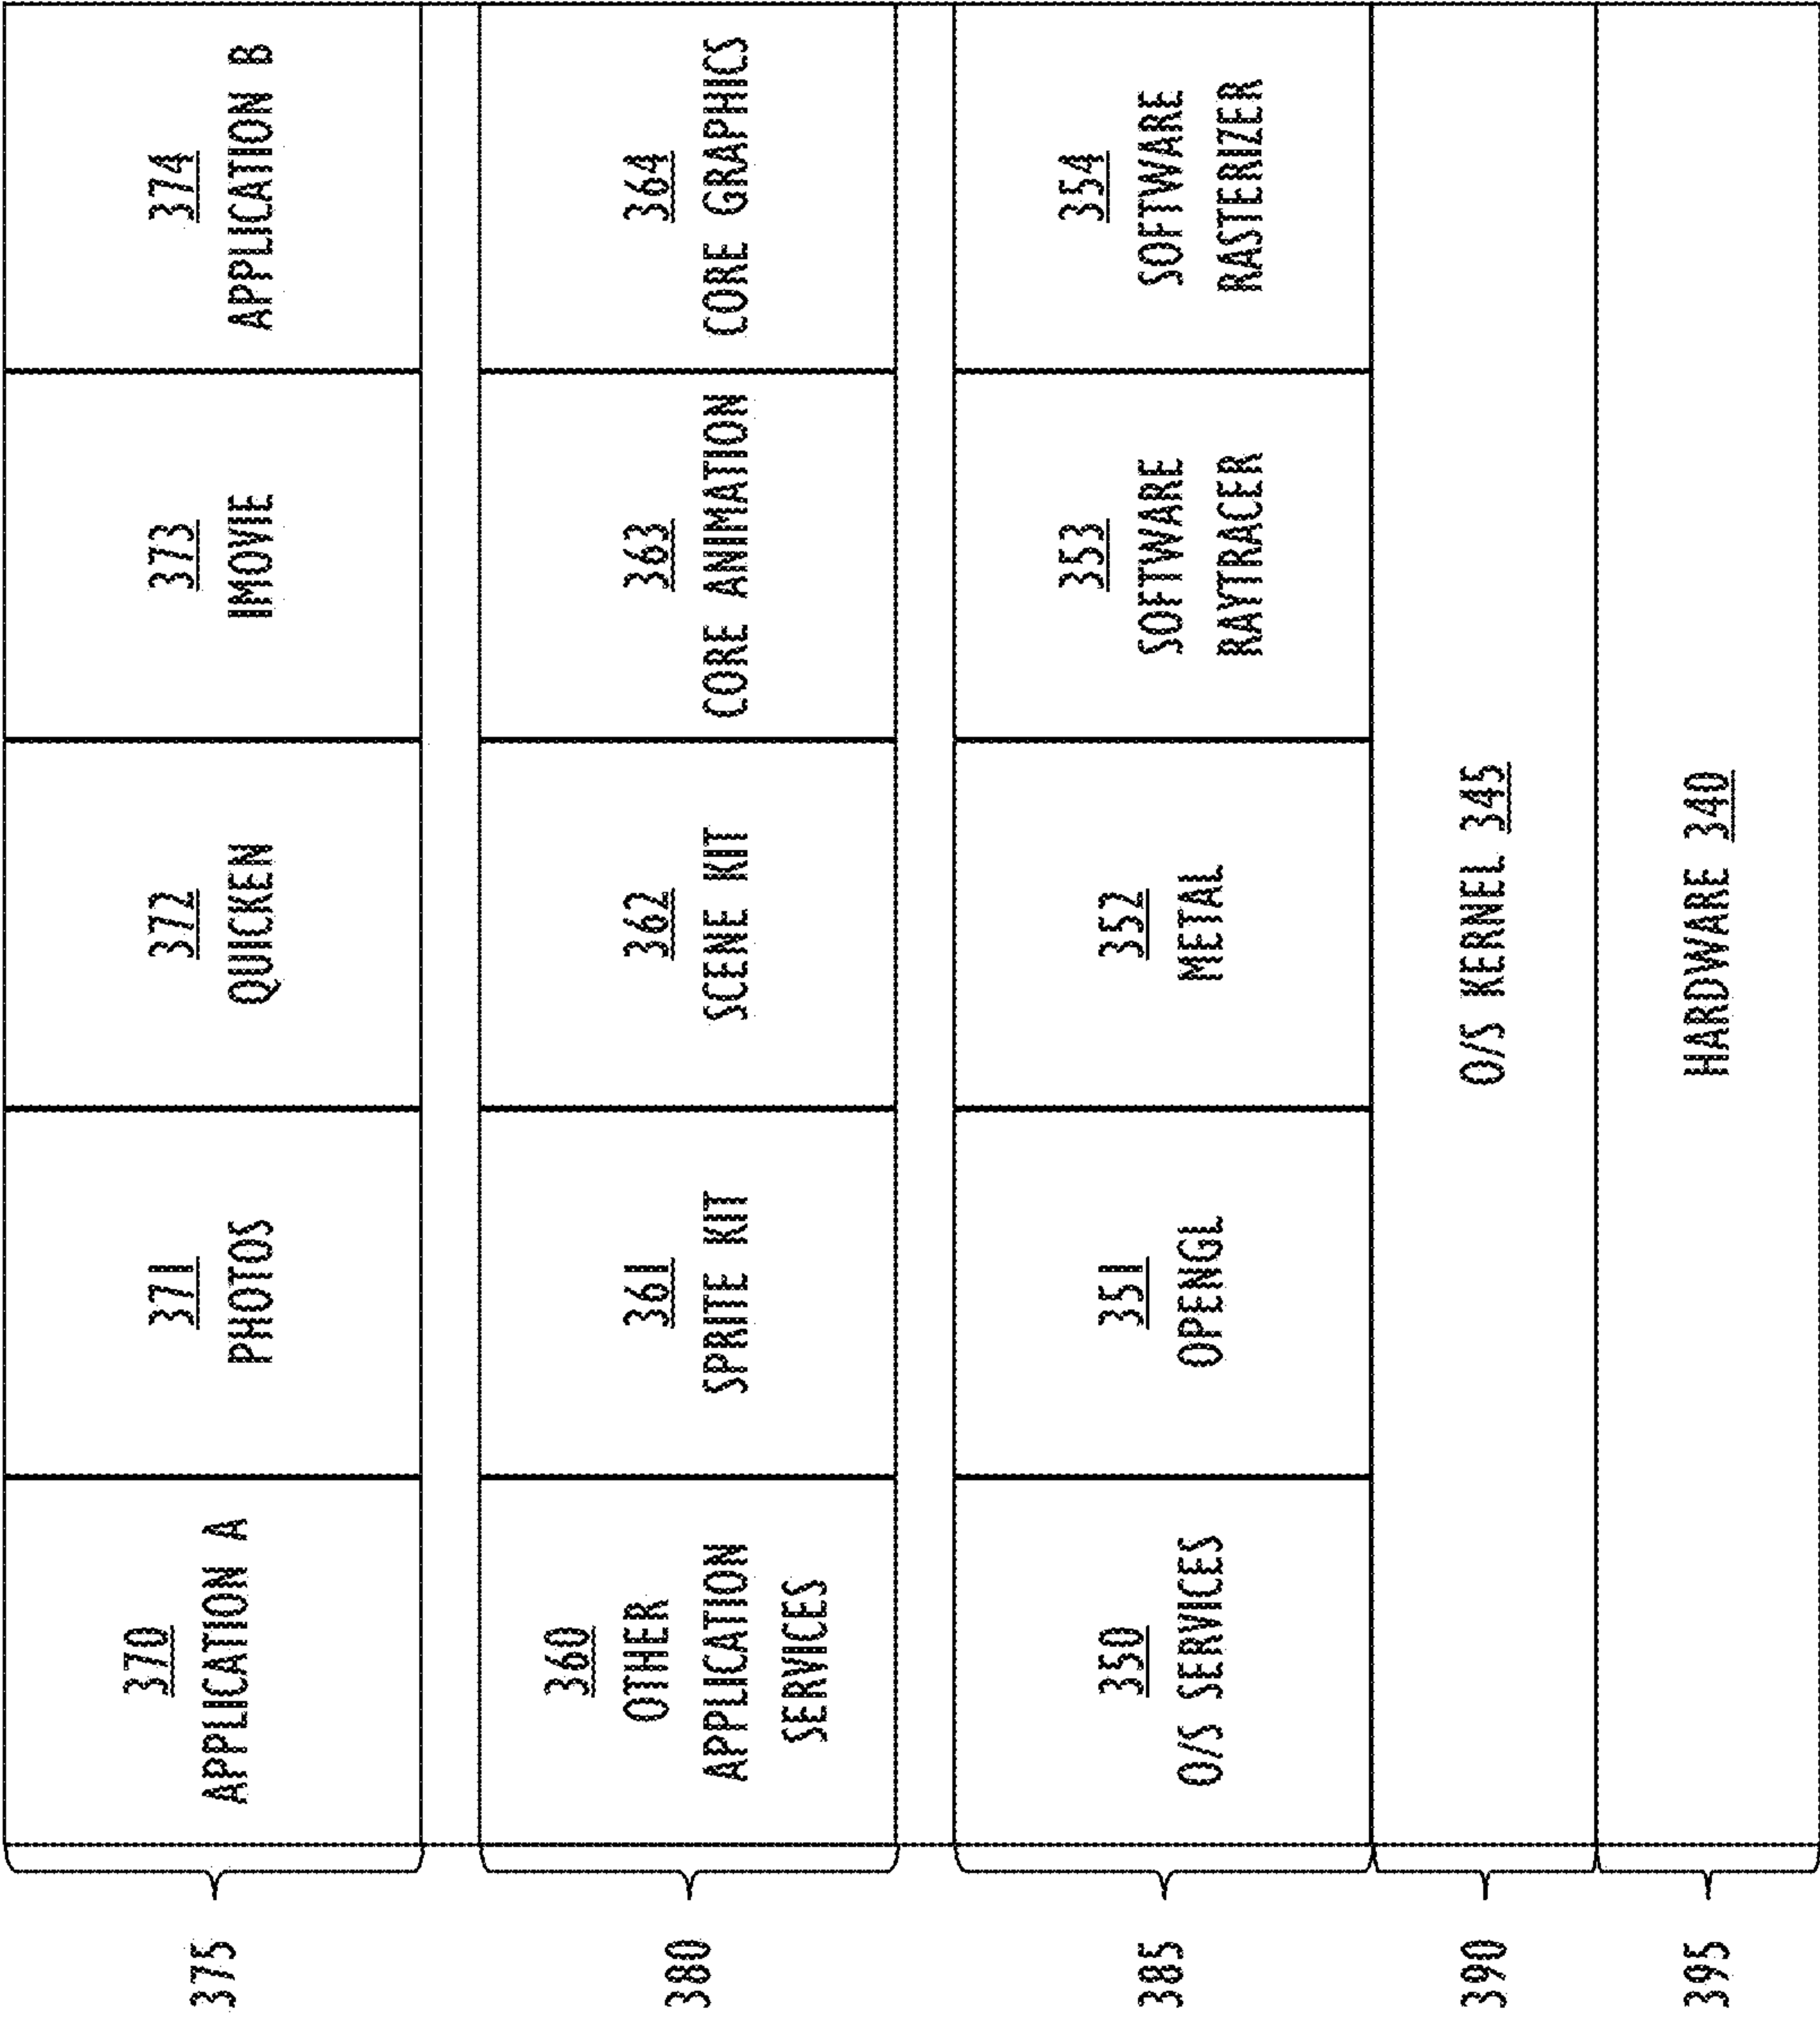 375
370
APPLICATION A
371
PHOTOS
372
QUICKEN
373
IMOVIE
374
APPLICATION B
380
360
OTHER
APPLICATION
SERVICES
361
SPRITE KIT
362
SCENE KIT
363
CORE ANIMATION
364
CORE GRAPHICS
385
350
O/S SERVICES
351
OPENGL
352
METAL
353
SOFTWARE
RAYTRACER
354
SOFTWARE
RASTERIZER
390
O/S KERNEL 345
395
HARDWARE 340